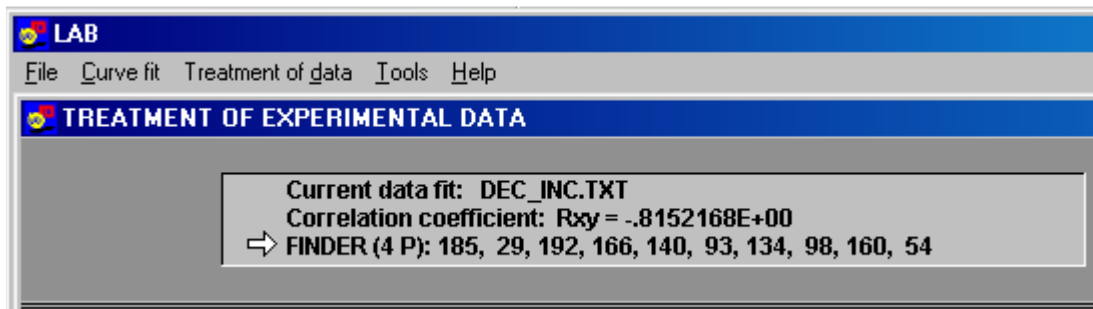 LAB
File Curve fit Treatment of data Tools Help
TREATMENT OF EXPERIMENTAL DATA
Current data fit: DEC_INC.TXT
Correlation coefficient: Rxy = -.8152168E+00
FINDER (4 P): 185, 29, 192, 166, 140, 93, 134, 98, 160, 54